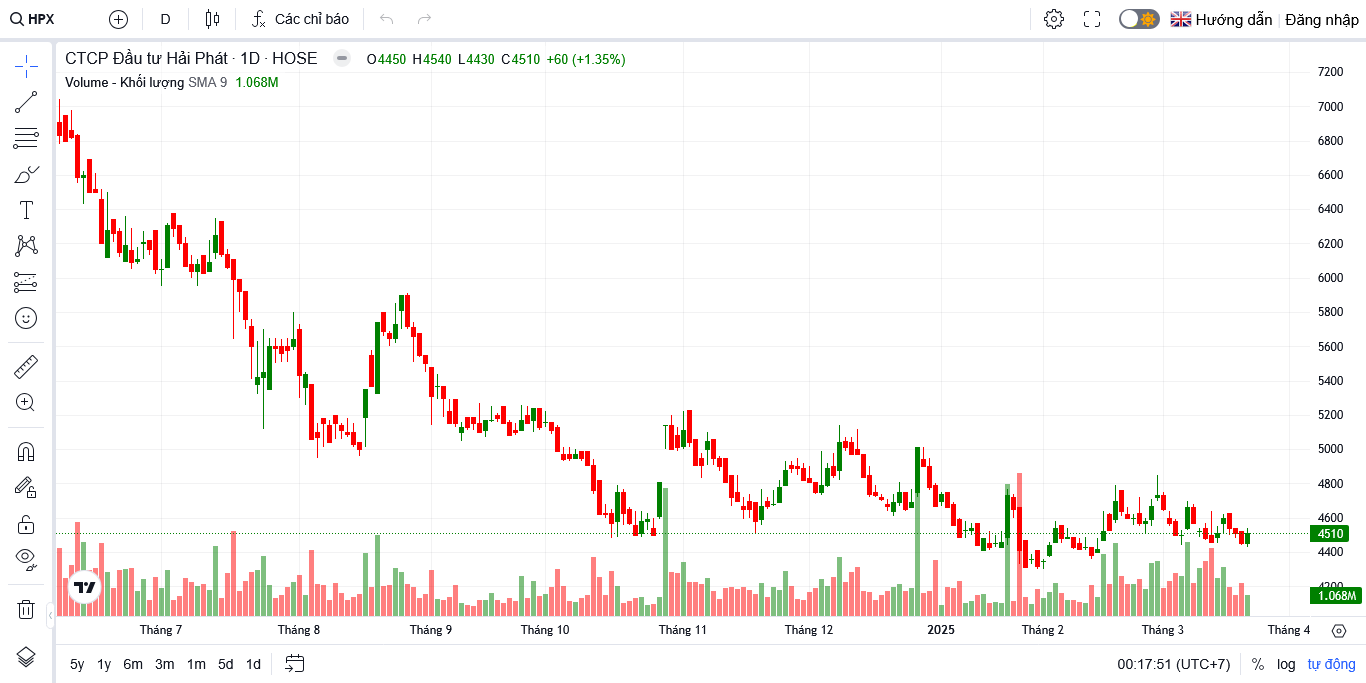 HPX D Các chỉ báo Hướng dẫn Đăng nhập
CTCP Đầu tư Hải Phát · 1D · HOSE O4450 H4540 L4430 C4510 +60 (+1.35%)
Volume - Khối lượng SMA 9 1.068M
7200
7000
6800
6600
6400
6200
6000
5800
5600
5400
5200
5000
4800
4600
4510
4400
4200
1.068M
Tháng 7 Tháng 8 Tháng 9 Tháng 10 Tháng 11 Tháng 12 2025 Tháng 2 Tháng 3 Tháng 4
5y 1y 6m 3m 1m 5d 1d 00:17:51 (UTC+7) % log tự động